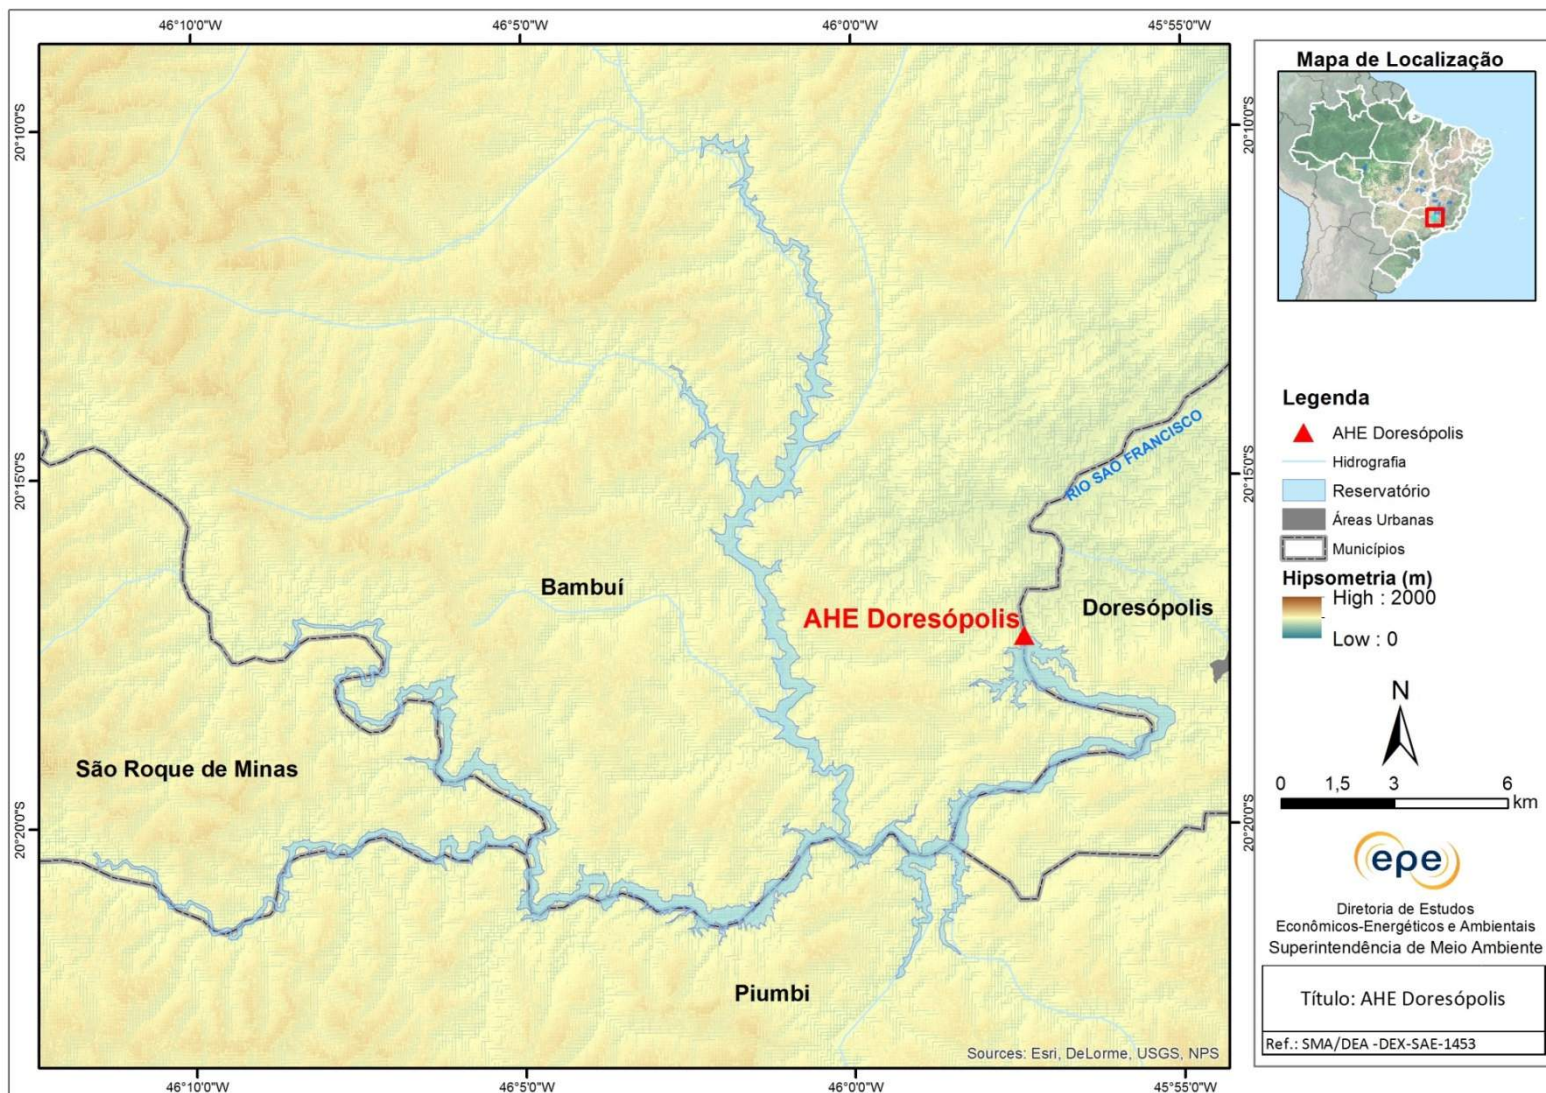 46°10'0"W
46°5'0"W
46°0'0"W
45°55'0"W
20°10'0"S
20°15'0"S
20°20'0"S
20°10'0"S
20°15'0"S
20°20'0"S
RIO SAO FRANCISCO
Bambuí
AHE Doresópolis
Doresópolis
São Roque de Minas
Piumbi
Sources: Esri, DeLorme, USGS, NPS
46°10'0"W
46°5'0"W
46°0'0"W
45°55'0"W
Mapa de Localização
Legenda
AHE Doresópolis
Hidrografia
Reservatório
Áreas Urbanas
Municípios
Hipsometria (m)
High : 2000
Low : 0
N
0 1,5 3 6
km
epe
Diretoria de Estudos
Econômicos-Energéticos e Ambientais
Superintendência de Meio Ambiente
Título: AHE Doresópolis
Ref.: SMA/DEA -DEX-SAE-1453